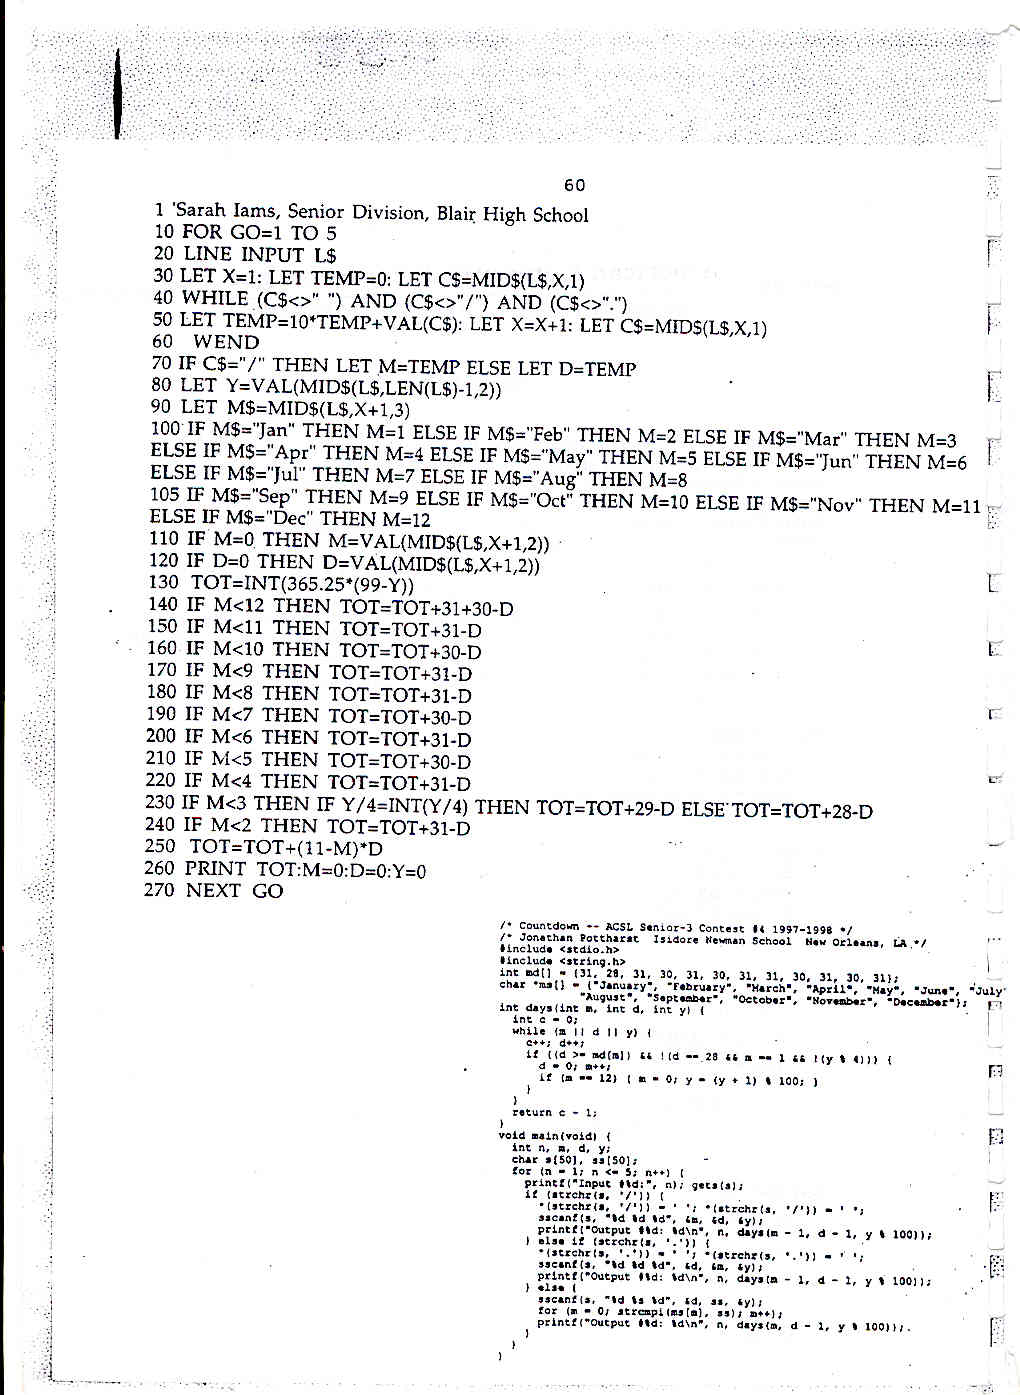 60
1 'Sarah Iams, Senior Division, Blair High School
10 FOR GO=1 TO 5
20 LINE INPUT L$
30 LET X=1: LET TEMP=0: LET C$=MID$(L$,X,1)
40 WHILE (C$<>" ") AND (C$<>"/") AND (C$<>".")
50 LET TEMP=10*TEMP+VAL(C$): LET X=X+1: LET C$=MID$(L$,X,1)
60 WEND
70 IF C$="/" THEN LET M=TEMP ELSE LET D=TEMP
80 LET Y=VAL(MID$(L$,LEN(L$)-1,2))
90 LET M$=MID$(L$,X+1,3)
100 IF M$="Jan" THEN M=1 ELSE IF M$="Feb" THEN M=2 ELSE IF M$="Mar" THEN M=3
ELSE IF M$="Apr" THEN M=4 ELSE IF M$="May" THEN M=5 ELSE IF M$="Jun" THEN M=6
ELSE IF M$="Jul" THEN M=7 ELSE IF M$="Aug" THEN M=8
105 IF M$="Sep" THEN M=9 ELSE IF M$="Oct" THEN M=10 ELSE IF M$="Nov" THEN M=11
ELSE IF M$="Dec" THEN M=12
110 IF M=0 THEN M=VAL(MID$(L$,X+1,2))
120 IF D=0 THEN D=VAL(MID$(L$,X+1,2))
130 TOT=INT(365.25*(99-Y))
140 IF M<12 THEN TOT=TOT+31+30-D
150 IF M<11 THEN TOT=TOT+31-D
160 IF M<10 THEN TOT=TOT+30-D
170 IF M<9 THEN TOT=TOT+31-D
180 IF M<8 THEN TOT=TOT+31-D
190 IF M<7 THEN TOT=TOT+30-D
200 IF M<6 THEN TOT=TOT+31-D
210 IF M<5 THEN TOT=TOT+30-D
220 IF M<4 THEN TOT=TOT+31-D
230 IF M<3 THEN IF Y/4=INT(Y/4) THEN TOT=TOT+29-D ELSE TOT=TOT+28-D
240 IF M<2 THEN TOT=TOT+31-D
250 TOT=TOT+(11-M)*D
260 PRINT TOT:M=0:D=0:Y=0
270 NEXT GO
/* Countdown -- ACSL Senior-3 Contest #4 1997-1998 */
/* Jonathan Pottharst Isidore Newman School New Orleans, LA */
#include <stdio.h>
#include <string.h>
int md[] = {31, 28, 31, 30, 31, 30, 31, 31, 30, 31, 30, 31};
char *ms[] = {"January", "February", "March", "April", "May", "June", "July"
"August", "September", "October", "November", "December"};
int days(int m, int d, int y) {
int c = 0;
while (m || d || y) {
c++; d++;
if ((d >= md[m]) && !(d == 28 && m == 1 && !(y % 4))) {
d = 0; m++;
if (m == 12) { m = 0; y = (y + 1) % 100; }
}
}
return c - 1;
}
void main(void) {
int n, m, d, y;
char s[50], ss[50];
for (n = 1; n <= 5; n++) {
printf("Input #%d:", n); gets(s);
if (strchr(s, '/')) {
*(strchr(s, '/')) = ' '; *(strchr(s, '/')) = ' ';
sscanf(s, "%d %d %d", &m, &d, &y);
printf("Output #%d: %d\n", n, days(m - 1, d - 1, y % 100));
} else if (strchr(s, '.')) {
*(strchr(s, '.')) = ' '; *(strchr(s, '.')) = ' ';
sscanf(s, "%d %d %d", &d, &m, &y);
printf("Output #%d: %d\n", n, days(m - 1, d - 1, y % 100));
} else {
sscanf(s, "%d %s %d", &d, ss, &y);
for (m = 0; strcmpi(ms[m], ss); m++);
printf("Output #%d: %d\n", n, days(m, d - 1, y % 100));
}
}
}